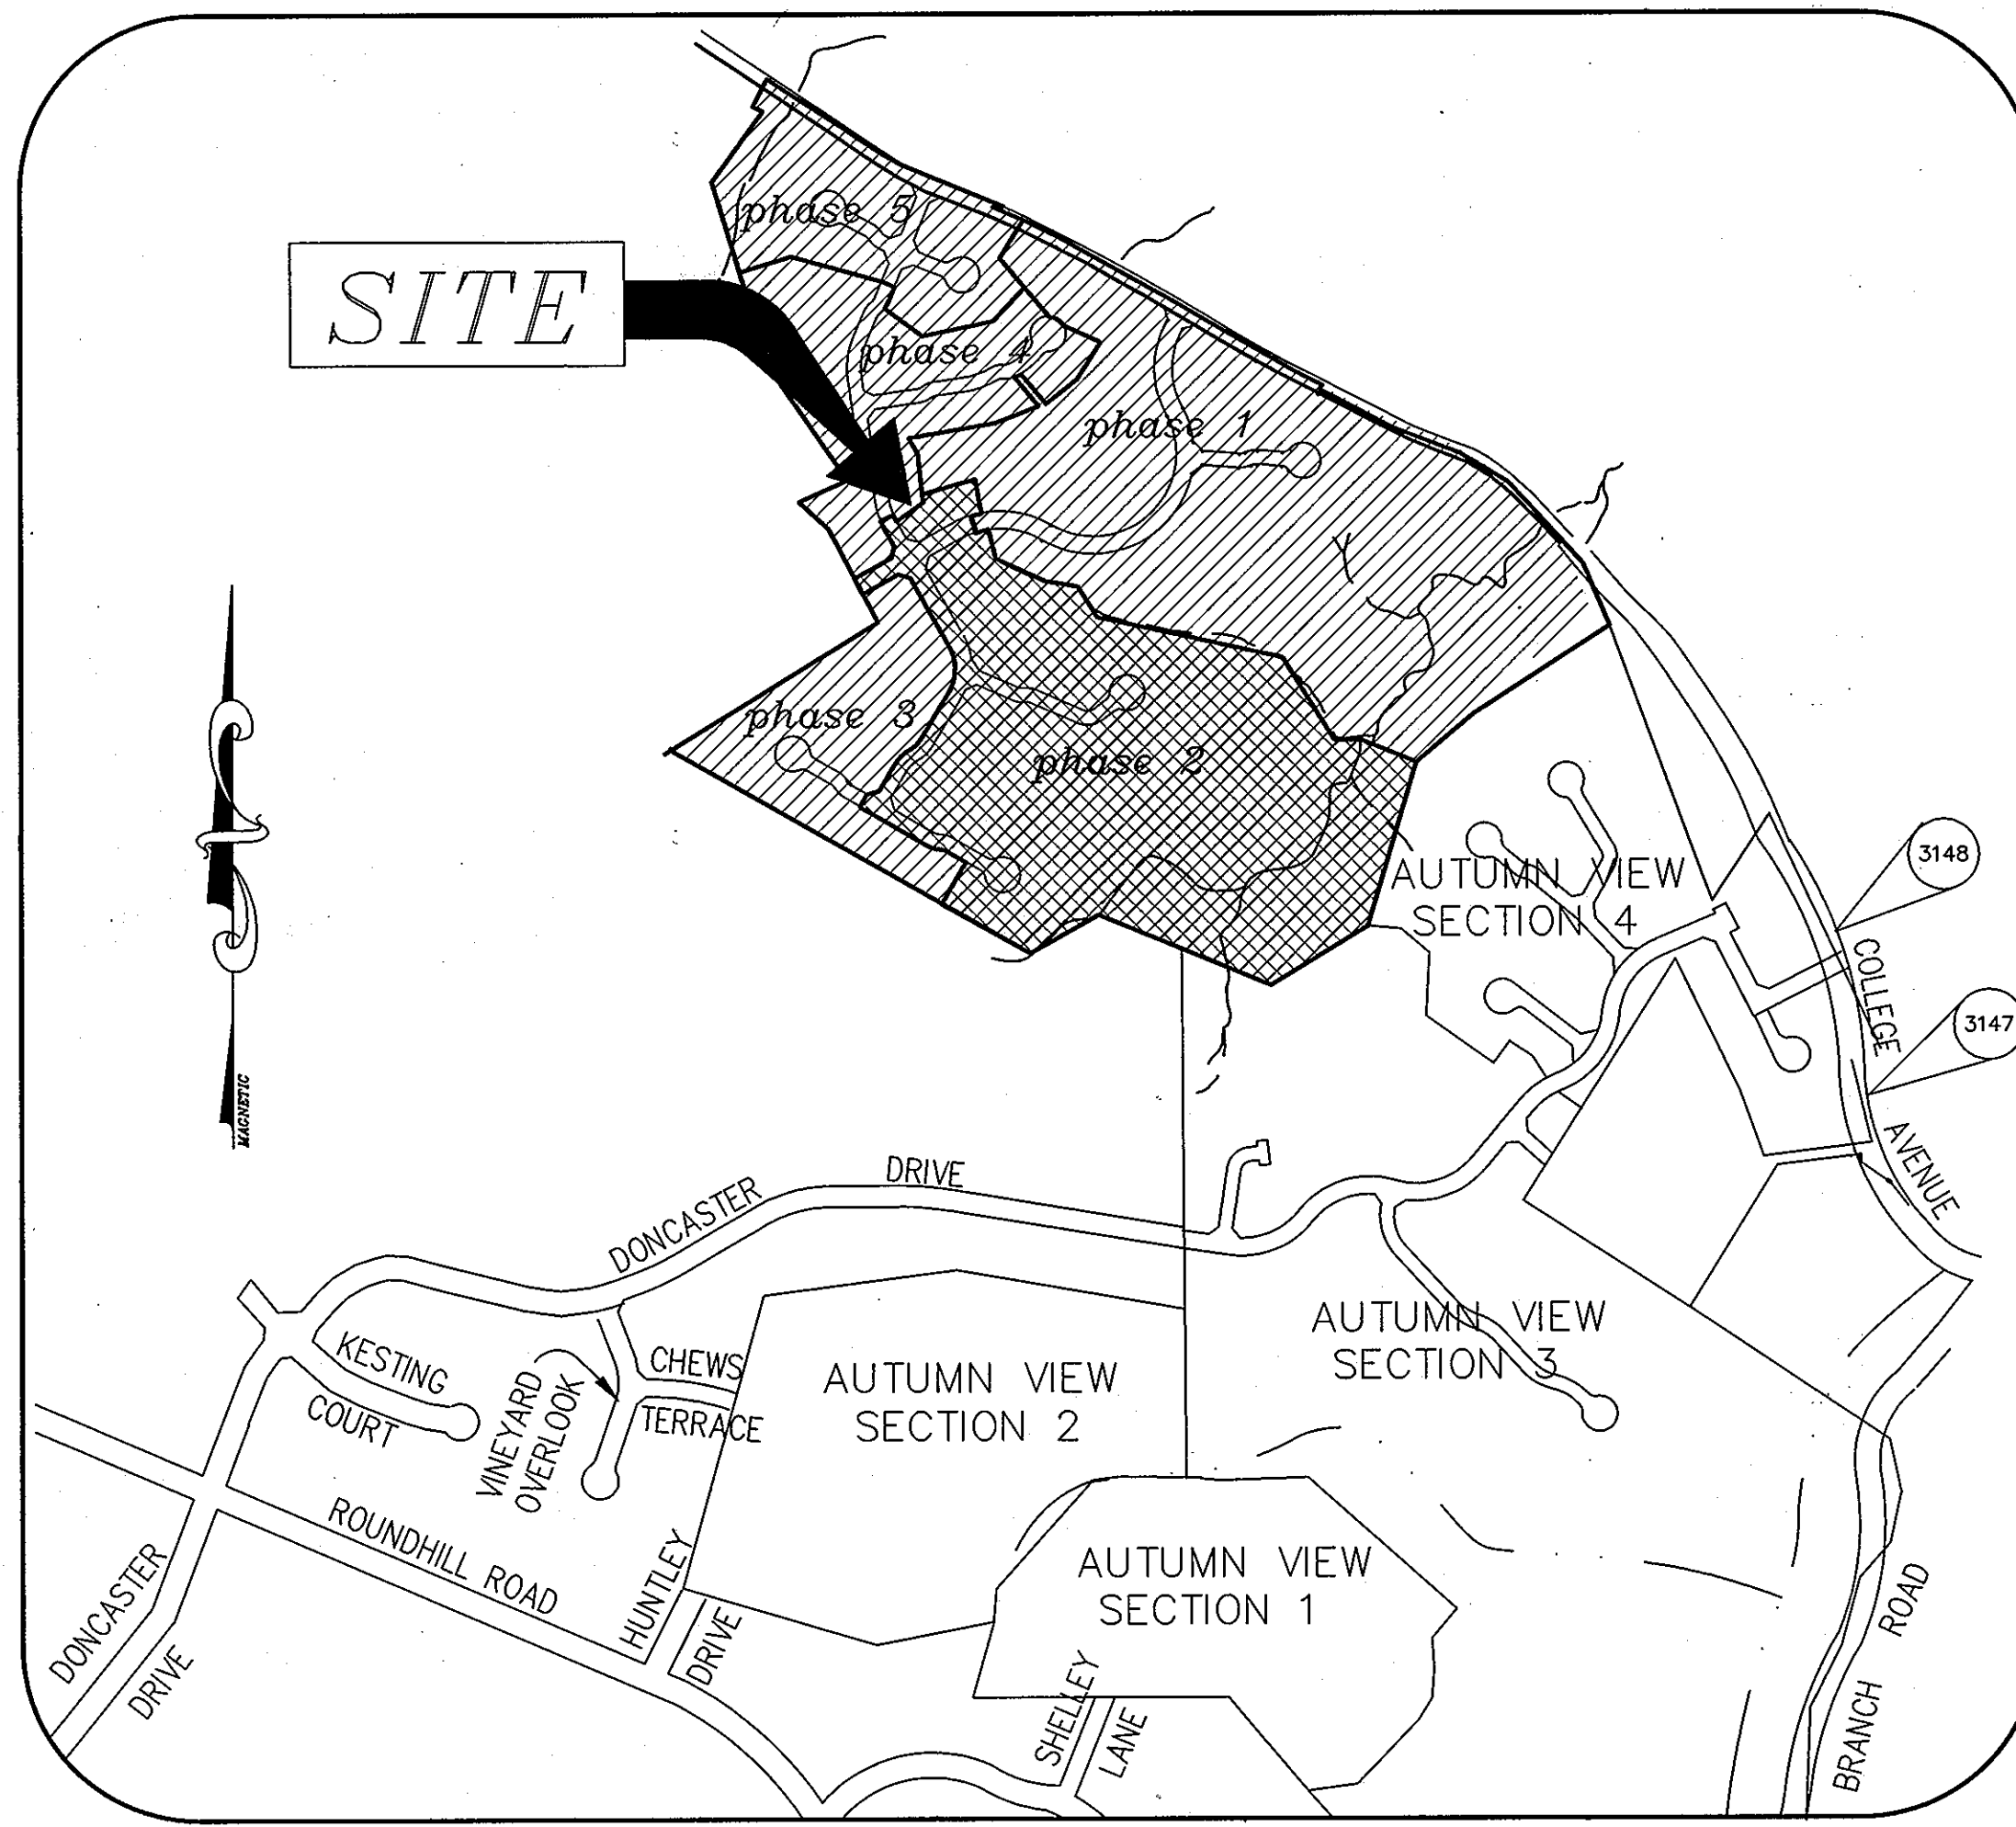 phase 5
SITE
phase 4
phase 1
phase 3
phase 2
AUTUMN VIEW
SECTION 4
3148
COLLEGE
3147
AVENUE
MAGNETIC
DONCASTER
DRIVE
AUTUMN VIEW
SECTION 3
KESTING
COURT
VINEYARD
OVERLOOK
CHEWS
TERRACE
AUTUMN VIEW
SECTION 2
ROUNDHILL ROAD
HUNTLEY
DRIVE
AUTUMN VIEW
SECTION 1
DONCASTER
DRIVE
SHELLEY
LANE
BRANCH ROAD